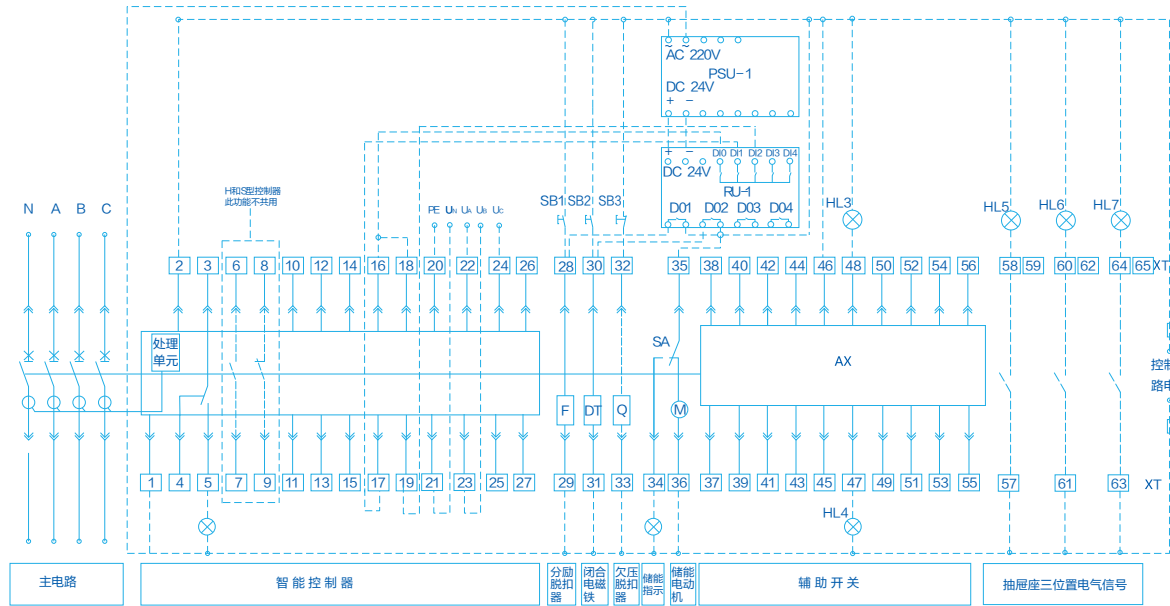 AC 220V
PSU-1
DC 24V
+ −
+ − DI0 DI1 DI2 DI3 DI4
DC 24V
RU-1
D01 D02 D03 D04
H和S型控制器
此功能不共用
SB1 SB2 SB3
HL3
HL5 HL6 HL7
N A B C
PE UN UA UB UC
2 3 6 8 10 12 14 16 18 20 22 24 26 28 30 32 35 38 40 42 44 46 48 50 52 54 56 58 59 60 62 64 65 XT
处理
单元
SA
AX
控制
路电
F DT Q M
1 4 5 7 9 11 13 15 17 19 21 23 25 27 29 31 33 34 36 37 39 41 43 45 47 49 51 53 55 57 61 63 XT
HL4
主电路
智能控制器
分励
脱扣
器
闭合
电磁
铁
欠压
脱扣
器
储能
指示
储能
电动
机
辅助开关
抽屉座三位置电气信号